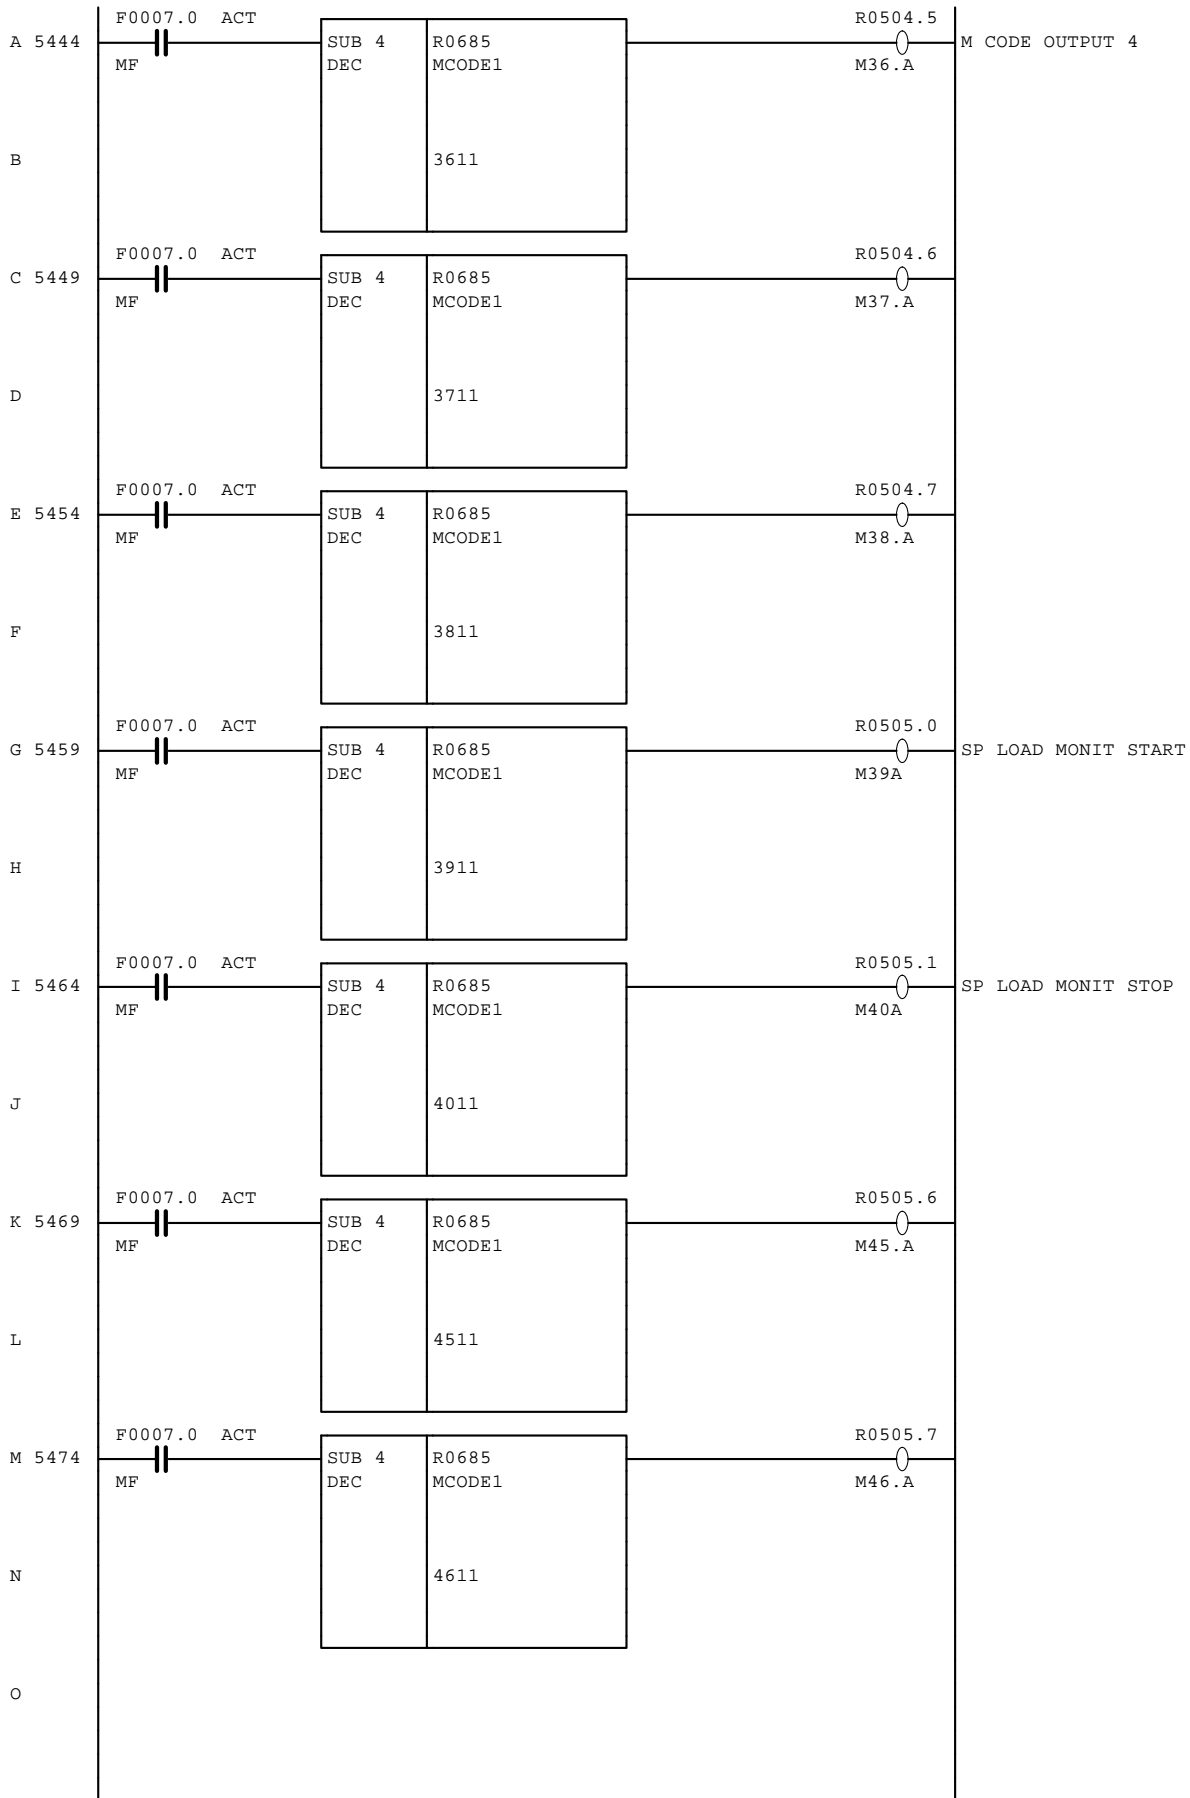 F0007.0 ACT R0504.5
A 5444 SUB 4 R0685 M CODE OUTPUT 4
MF DEC MCODE1 M36.A
B 3611
F0007.0 ACT R0504.6
C 5449 SUB 4 R0685
MF DEC MCODE1 M37.A
D 3711
F0007.0 ACT R0504.7
E 5454 SUB 4 R0685
MF DEC MCODE1 M38.A
F 3811
F0007.0 ACT R0505.0
G 5459 SUB 4 R0685 SP LOAD MONIT START
MF DEC MCODE1 M39A
H 3911
F0007.0 ACT R0505.1
I 5464 SUB 4 R0685 SP LOAD MONIT STOP
MF DEC MCODE1 M40A
J 4011
F0007.0 ACT R0505.6
K 5469 SUB 4 R0685
MF DEC MCODE1 M45.A
L 4511
F0007.0 ACT R0505.7
M 5474 SUB 4 R0685
MF DEC MCODE1 M46.A
N 4611
O